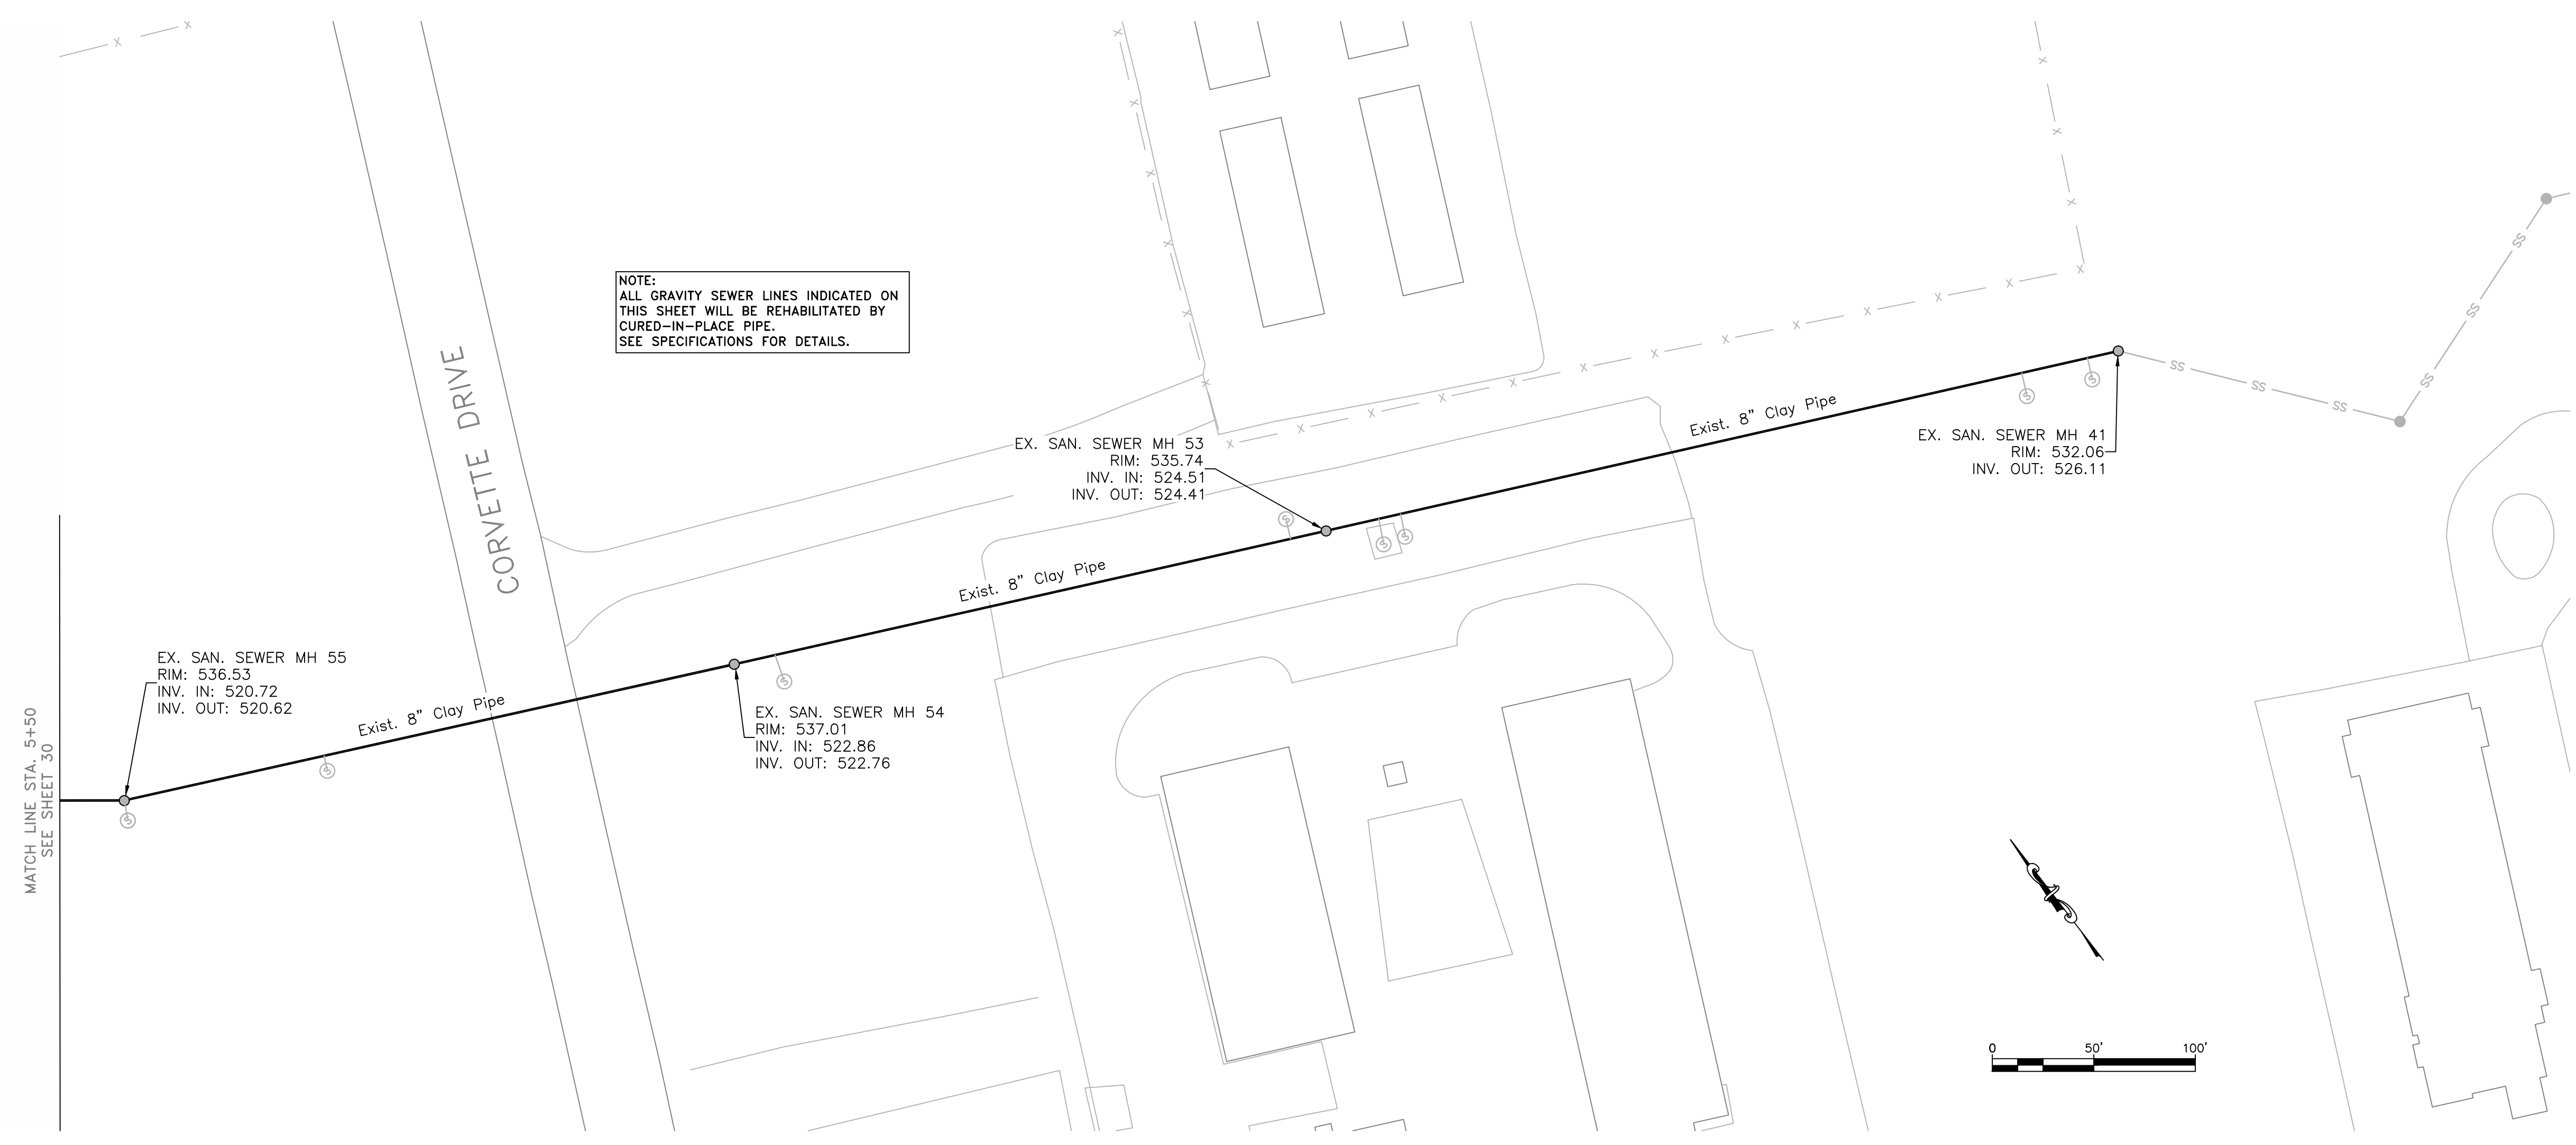 NOTE:
ALL GRAVITY SEWER LINES INDICATED ON
THIS SHEET WILL BE REHABILITATED BY
CURED-IN-PLACE PIPE.
SEE SPECIFICATIONS FOR DETAILS.
CORVETTE DRIVE
EX. SAN. SEWER MH 53
RIM: 535.74
INV. IN: 524.51
INV. OUT: 524.41
Exist. 8" Clay Pipe
EX. SAN. SEWER MH 41
RIM: 532.06
INV. OUT: 526.11
SS
SS
SS
SS
SS
SS
S
S
S
S
S
Exist. 8" Clay Pipe
EX. SAN. SEWER MH 55
RIM: 536.53
INV. IN: 520.72
INV. OUT: 520.62
Exist. 8" Clay Pipe
S
S
S
EX. SAN. SEWER MH 54
RIM: 537.01
INV. IN: 522.86
INV. OUT: 522.76
MATCH LINE STA. 5+50
SEE SHEET 30
0 50' 100'